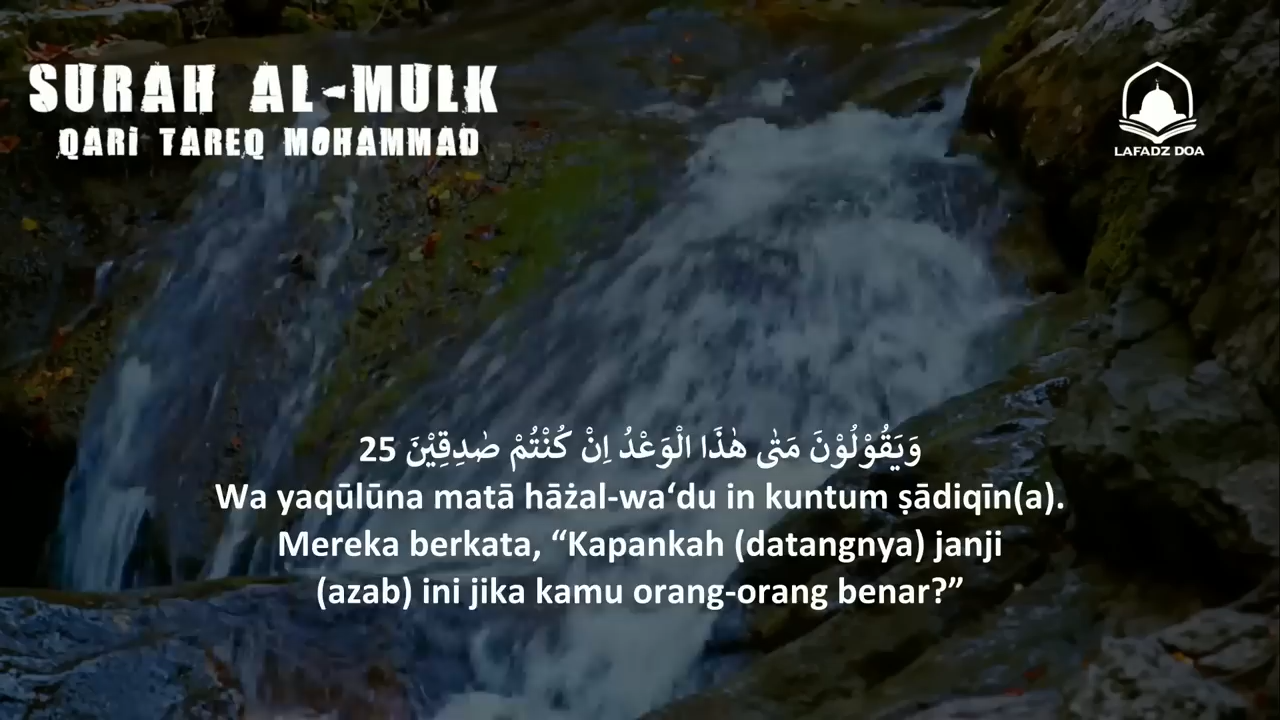 SURAH AL-MULK
QARI TAREQ MOHAMMAD
LAFADZ DOA
وَيَقُوْلُوْنَ مَتٰى هٰذَا الْوَعْدُ اِنْ كُنْتُمْ صٰدِقِيْنَ 25
Wa yaqūlūna matā hāżal-wa‘du in kuntum ṣādiqīn(a).
Mereka berkata, “Kapankah (datangnya) janji
(azab) ini jika kamu orang-orang benar?”